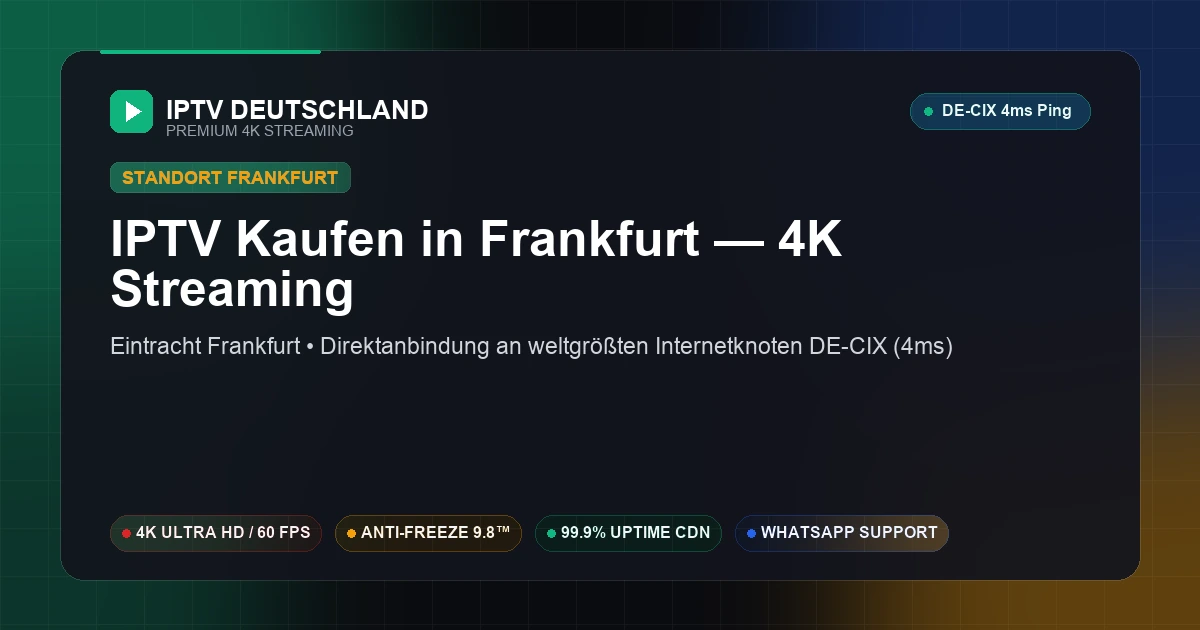 IPTV DEUTSCHLAND
PREMIUM 4K STREAMING
DE-CIX 4ms Ping
STANDORT FRANKFURT
IPTV Kaufen in Frankfurt — 4K
Streaming
Eintracht Frankfurt • Direktanbindung an weltgrößten Internetknoten DE-CIX (4ms)
4K ULTRA HD / 60 FPS
ANTI-FREEZE 9.8™
99.9% UPTIME CDN
WHATSAPP SUPPORT